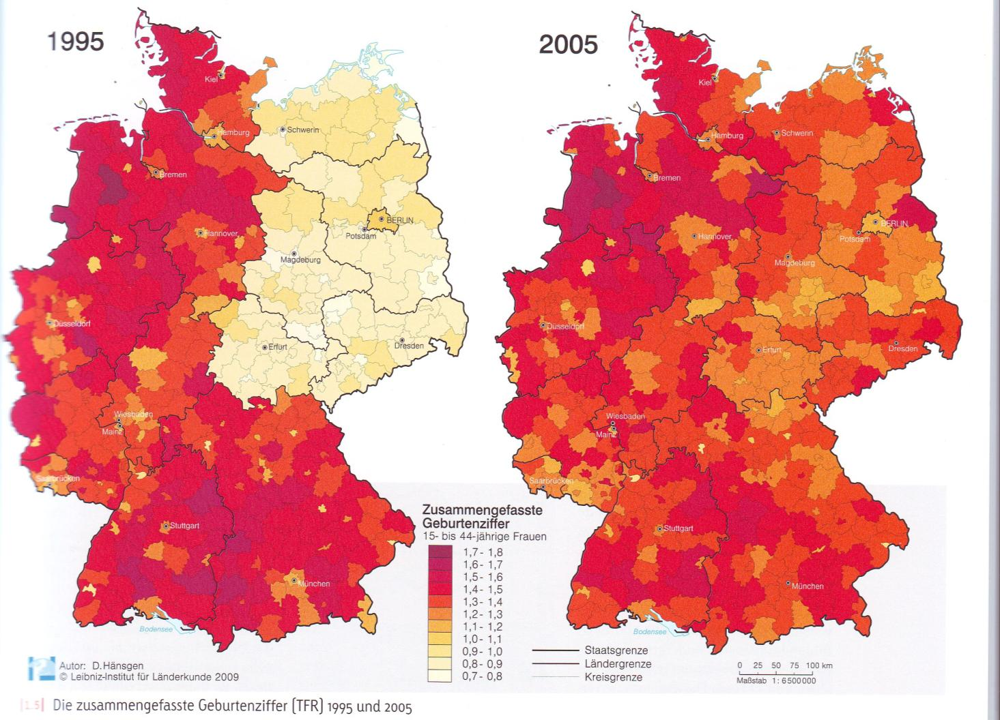 1995
Kiel
Hamburg
Schwerin
Bremen
BERLIN
Hannover
Potsdam
Magdeburg
Düsseldorf
Erfurt
Dresden
Wiesbaden
Mainz
Saarbrücken
Stuttgart
München
Bodensee
2005
Kiel
Hamburg
Schwerin
Bremen
BERLIN
Hannover
Potsdam
Magdeburg
Düsseldorf
Erfurt
Dresden
Wiesbaden
Mainz
Saarbrücken
Stuttgart
München
Bodensee
Zusammengefasste
Geburtenziffer
15- bis 44-jährige Frauen
1,7- 1,8
1,6- 1,7
1,5- 1,6
1,4- 1,5
1,3- 1,4
1,2- 1,3
1,1- 1,2
1,0- 1,1
0,9- 1,0
0,8- 0,9
0,7- 0,8
Staatsgrenze
Ländergrenze
Kreisgrenze
0 25 50 75 100 km
Maßstab 1: 6500000
Autor: D.Hänsgen
© Leibniz-Institut für Länderkunde 2009
1.5 Die zusammengefasste Geburtenziffer (TFR) 1995 und 2005